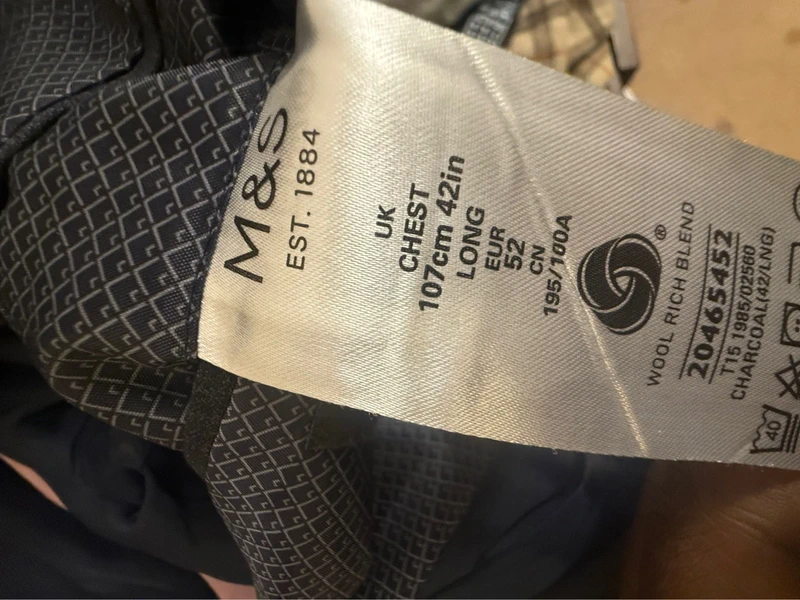 M&S
EST. 1884
UK
CHEST
107cm 42in
LONG
EUR
52
CN
195/100A
®
WOOL RICH BLEND
20465452
T15 1985/02560
CHARCOAL(42/LNG)
40